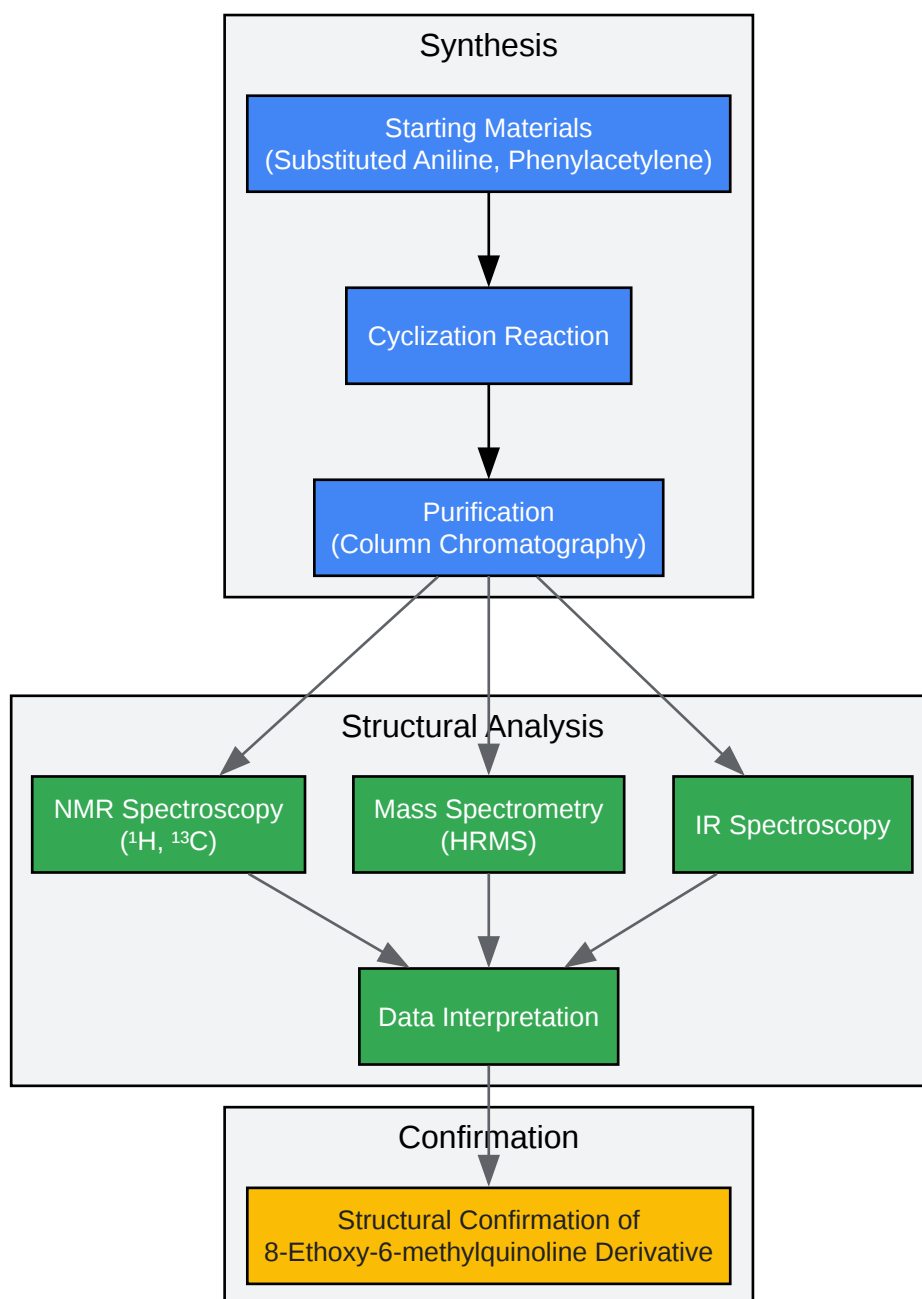 Synthesis
Starting Materials
(Substituted Aniline, Phenylacetylene)
Cyclization Reaction
Purification
(Column Chromatography)
Structural Analysis
NMR Spectroscopy
(¹H, ¹³C)
Mass Spectrometry
(HRMS)
IR Spectroscopy
Data Interpretation
Confirmation
Structural Confirmation of
8-Ethoxy-6-methylquinoline Derivative